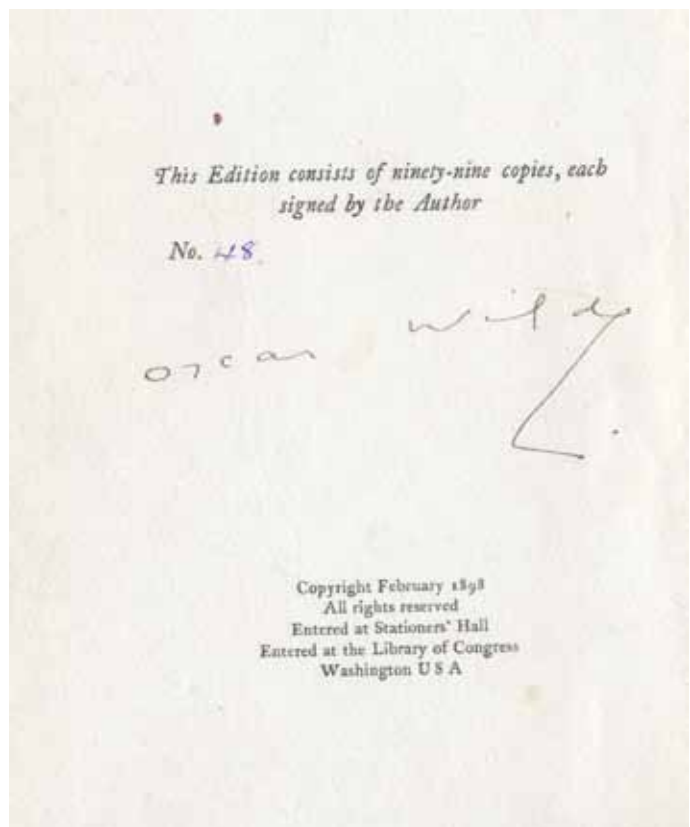 This Edition consists of ninety-nine copies, each
signed by the Author
No. 48
Oscar Wilde
Copyright February 1898
All rights reserved
Entered at Stationers' Hall
Entered at the Library of Congress
Washington U S A